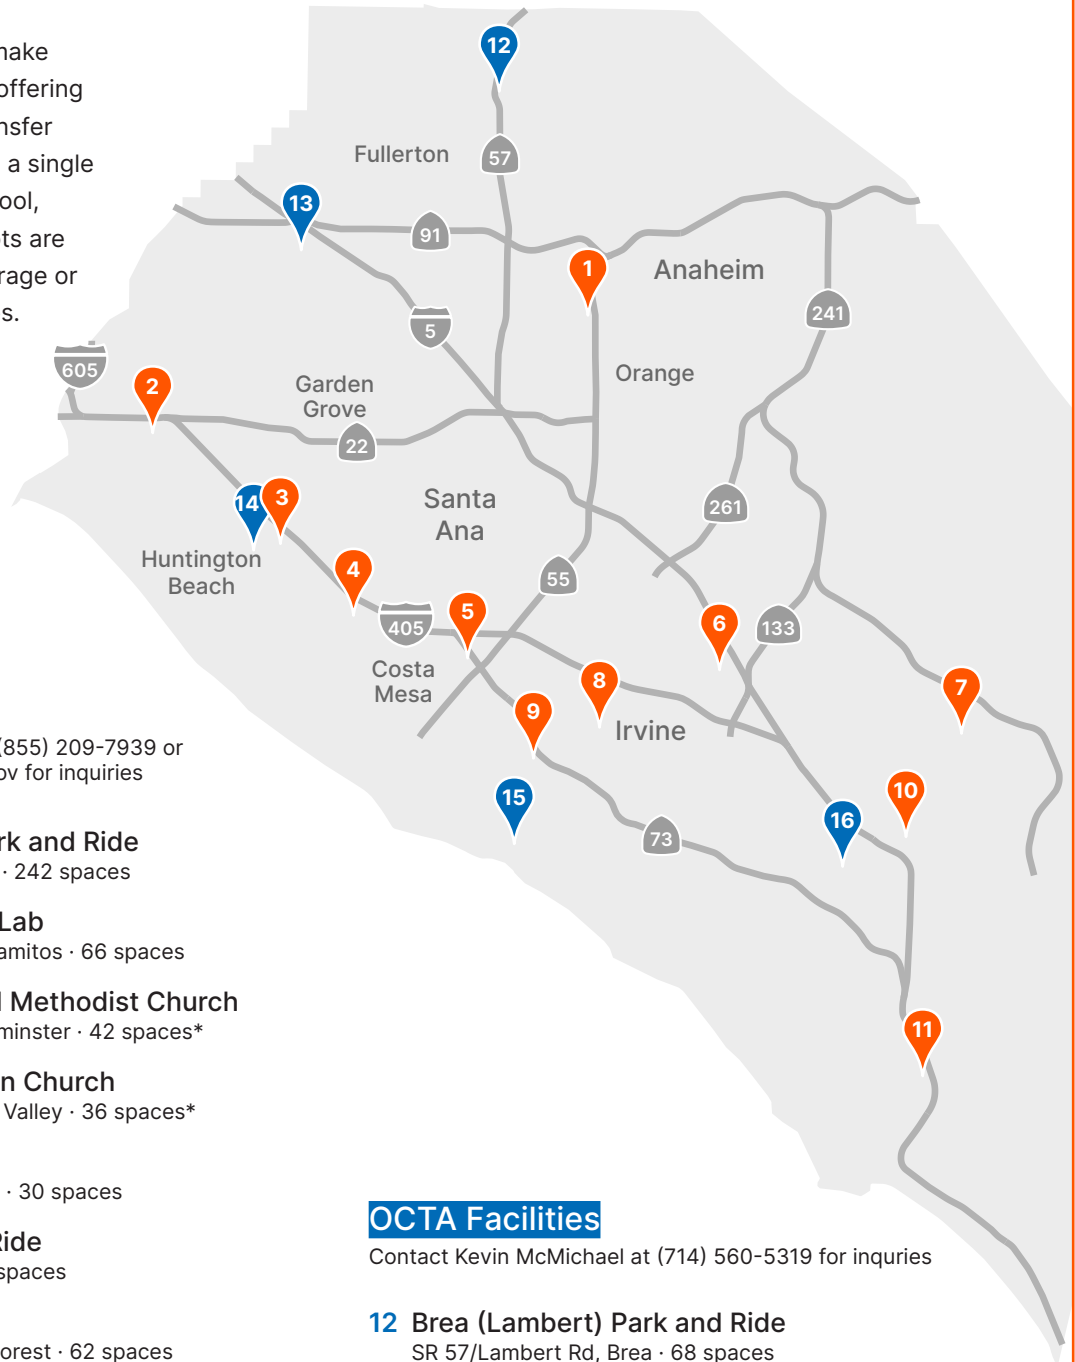 make
offering
nsfer
a single
ool,
ts are
rage or
s.
12
Fullerton
57
13
91
1
Anaheim
241
5
605
2
Garden
Grove
Orange
22
14
3
Santa
Ana
261
Huntington
Beach
4
55
5
405
6
133
Costa
Mesa
8
7
9
Irvine
15
10
16
73
11
(855) 209-7939 or
ov for inquiries
rk and Ride
· 242 spaces
Lab
amitos · 66 spaces
l Methodist Church
minster · 42 spaces*
n Church
Valley · 36 spaces*
· 30 spaces
Ride
spaces
orest · 62 spaces
OCTA Facilities
Contact Kevin McMichael at (714) 560-5319 for inquries
12 Brea (Lambert) Park and Ride
SR 57/Lambert Rd, Brea · 68 spaces